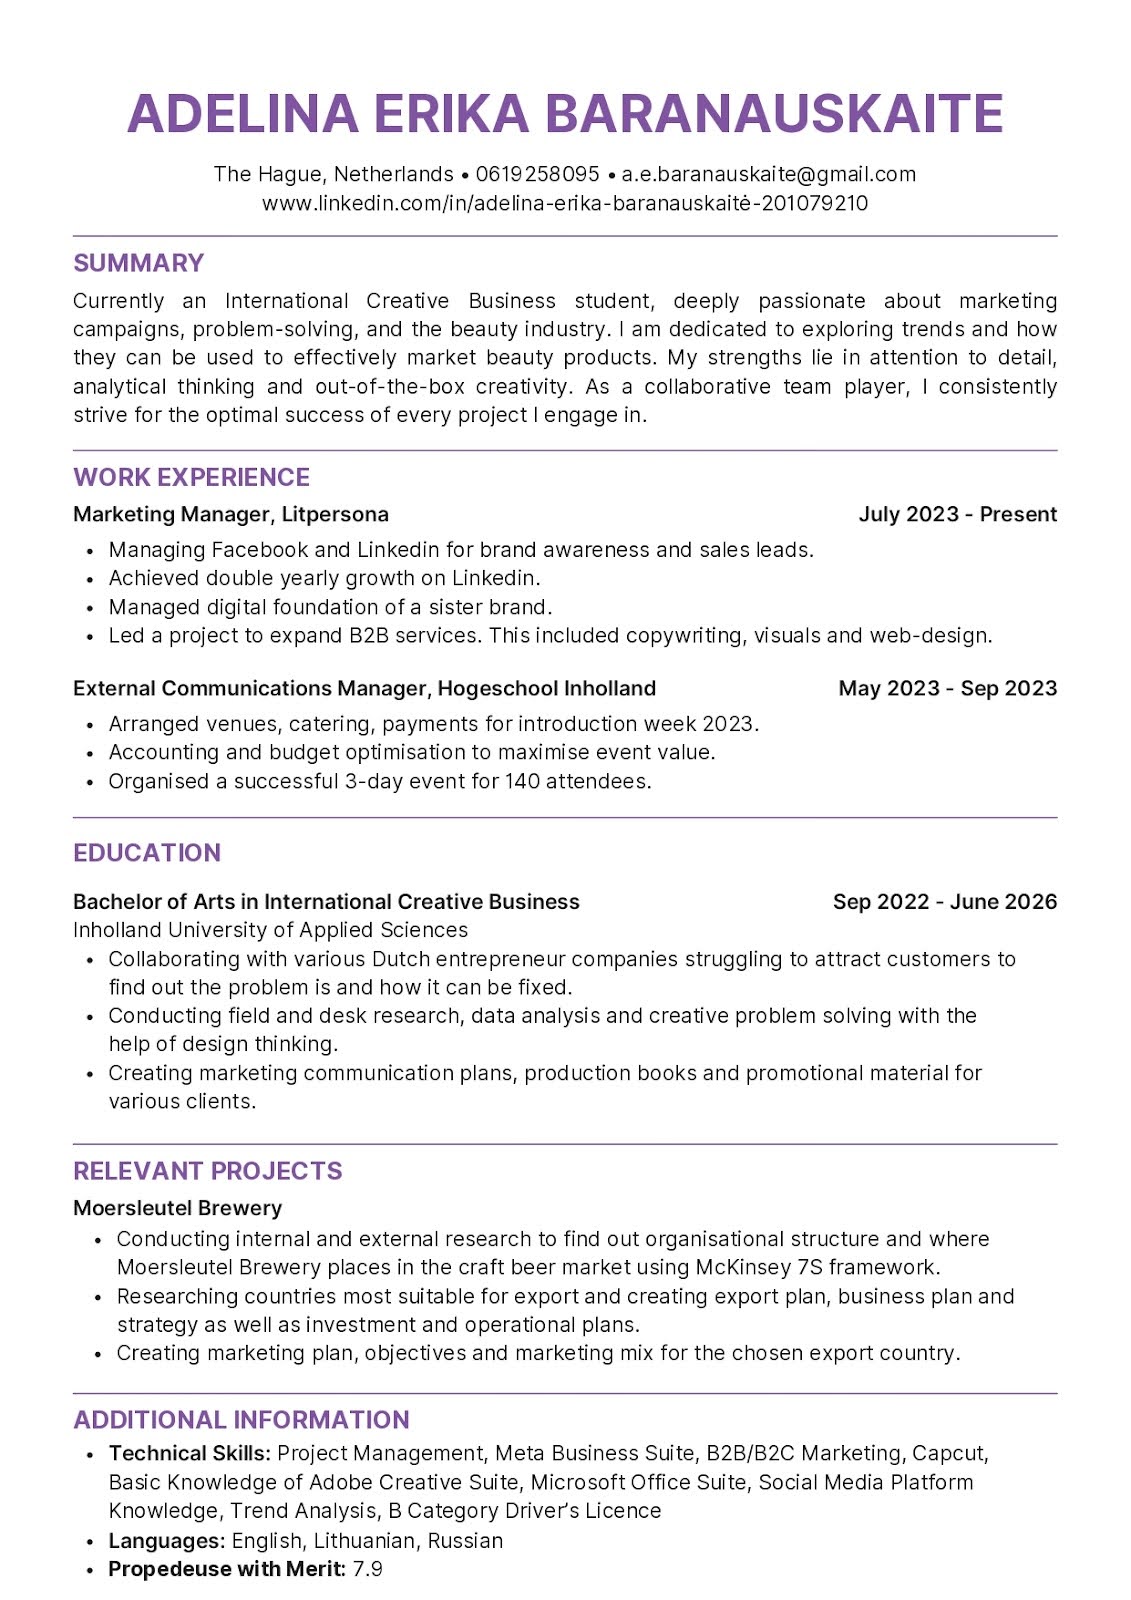 ADELINA ERIKA BARANAUSKAITE
The Hague, Netherlands • 0619258095 • a.e.baranauskaite@gmail.com
www.linkedin.com/in/adelina-erika-baranauskaitė-201079210
SUMMARY
Currently an International Creative Business student, deeply passionate about marketing
campaigns, problem-solving, and the beauty industry. I am dedicated to exploring trends and how
they can be used to effectively market beauty products. My strengths lie in attention to detail,
analytical thinking and out-of-the-box creativity. As a collaborative team player, I consistently
strive for the optimal success of every project I engage in.
WORK EXPERIENCE
Marketing Manager, Litpersona July 2023 - Present
• Managing Facebook and Linkedin for brand awareness and sales leads.
• Achieved double yearly growth on Linkedin.
• Managed digital foundation of a sister brand.
• Led a project to expand B2B services. This included copywriting, visuals and web-design.
External Communications Manager, Hogeschool Inholland May 2023 - Sep 2023
• Arranged venues, catering, payments for introduction week 2023.
• Accounting and budget optimisation to maximise event value.
• Organised a successful 3-day event for 140 attendees.
EDUCATION
Bachelor of Arts in International Creative Business Sep 2022 - June 2026
Inholland University of Applied Sciences
• Collaborating with various Dutch entrepreneur companies struggling to attract customers to
find out the problem is and how it can be fixed.
• Conducting field and desk research, data analysis and creative problem solving with the
help of design thinking.
• Creating marketing communication plans, production books and promotional material for
various clients.
RELEVANT PROJECTS
Moersleutel Brewery
• Conducting internal and external research to find out organisational structure and where
Moersleutel Brewery places in the craft beer market using McKinsey 7S framework.
• Researching countries most suitable for export and creating export plan, business plan and
strategy as well as investment and operational plans.
• Creating marketing plan, objectives and marketing mix for the chosen export country.
ADDITIONAL INFORMATION
• Technical Skills: Project Management, Meta Business Suite, B2B/B2C Marketing, Capcut,
Basic Knowledge of Adobe Creative Suite, Microsoft Office Suite, Social Media Platform
Knowledge, Trend Analysis, B Category Driver’s Licence
• Languages: English, Lithuanian, Russian
• Propedeuse with Merit: 7.9